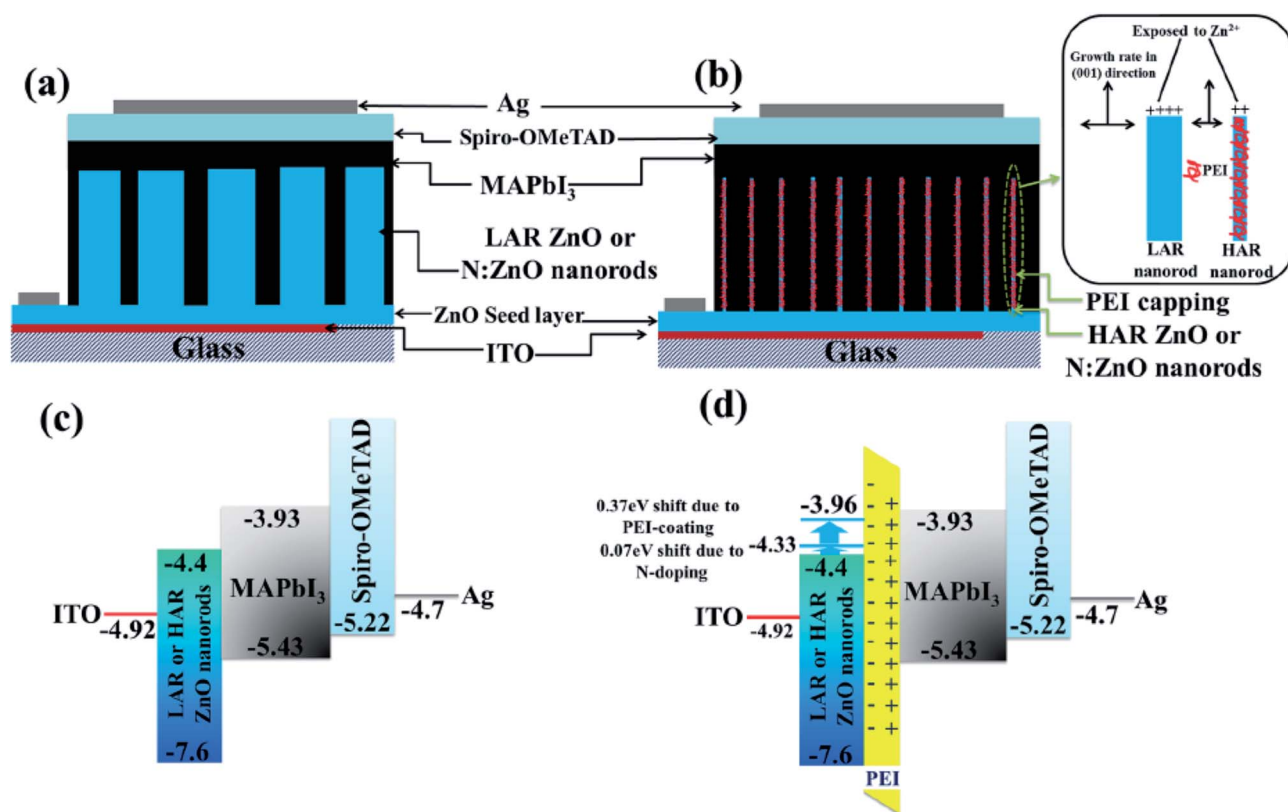 (a)
Ag
Spiro-OMeTAD
MAPbI₃
LAR ZnO or
N:ZnO nanorods
ZnO Seed layer
ITO
Glass
(b)
Exposed to Zn²⁺
Growth rate in
(001) direction
++++
++
PEI
LAR
nanorod
HAR
nanorod
PEI capping
HAR ZnO or
N:ZnO nanorods
Glass
(c)
ITO
-4.92
-4.4
LAR or HAR
ZnO nanorods
-7.6
-3.93
MAPbI₃
-5.43
Spiro-OMeTAD
-5.22
-4.7
Ag
(d)
0.37eV shift due to
PEI-coating
0.07eV shift due to
N-doping
-3.96
-4.33
-4.4
ITO
-4.92
LAR or HAR
ZnO nanorods
-7.6
PEI
-3.93
MAPbI₃
-5.43
Spiro-OMeTAD
-5.22
-4.7
Ag